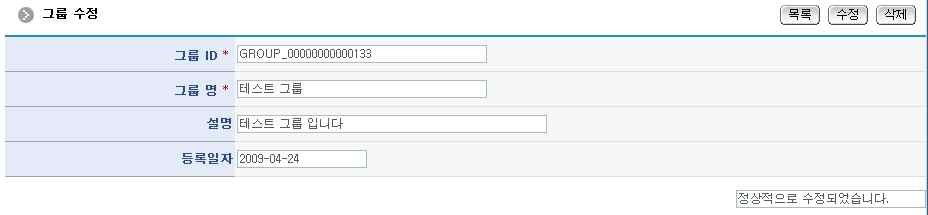 그룹 수정
목록 수정 삭제
그룹 ID * GROUP_00000000000133
그룹 명 * 테스트 그룹
설명 테스트 그룹 입니다
등록일자 2009-04-24
정상적으로 수정되었습니다.